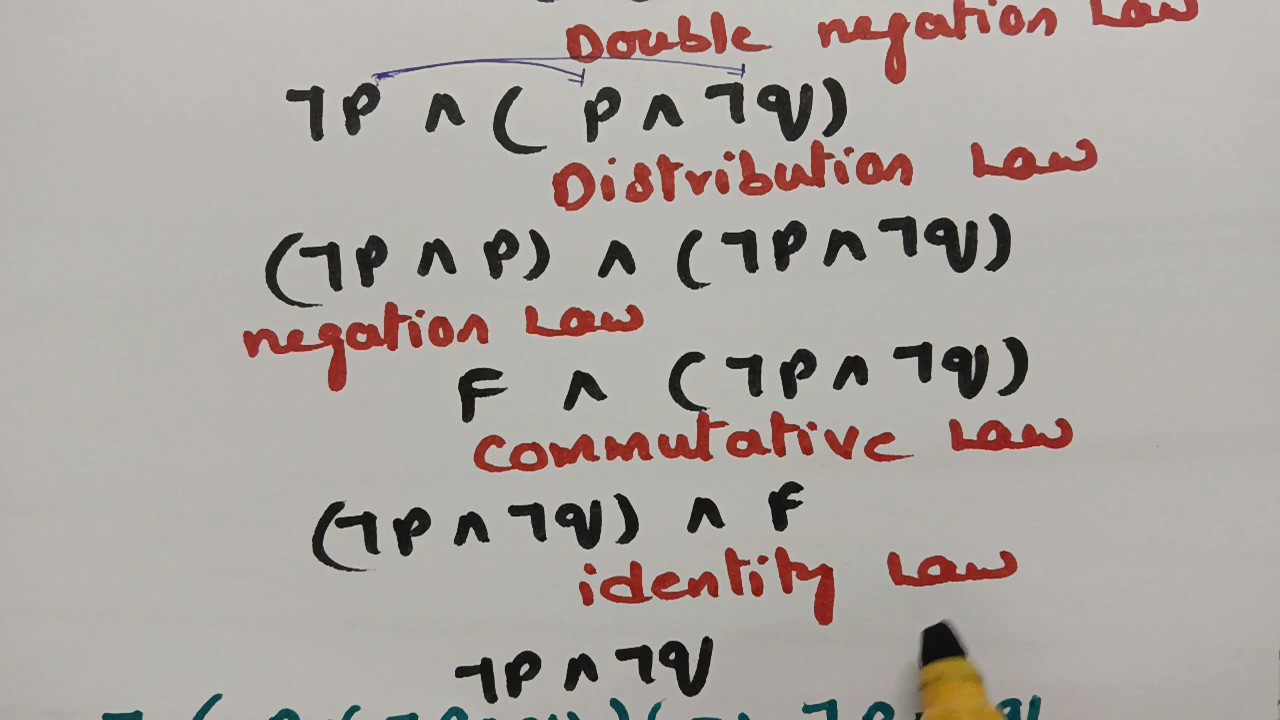 Double negation Law
¬P ∧ ( P ∧ ¬q)
Distribution Law
(¬P ∧ P) ∧ (¬P ∧ ¬q)
negation Law
F ∧ (¬P ∧ ¬q)
commutative Law
(¬P ∧ ¬q) ∧ F
identity Law
¬P ∧ ¬q